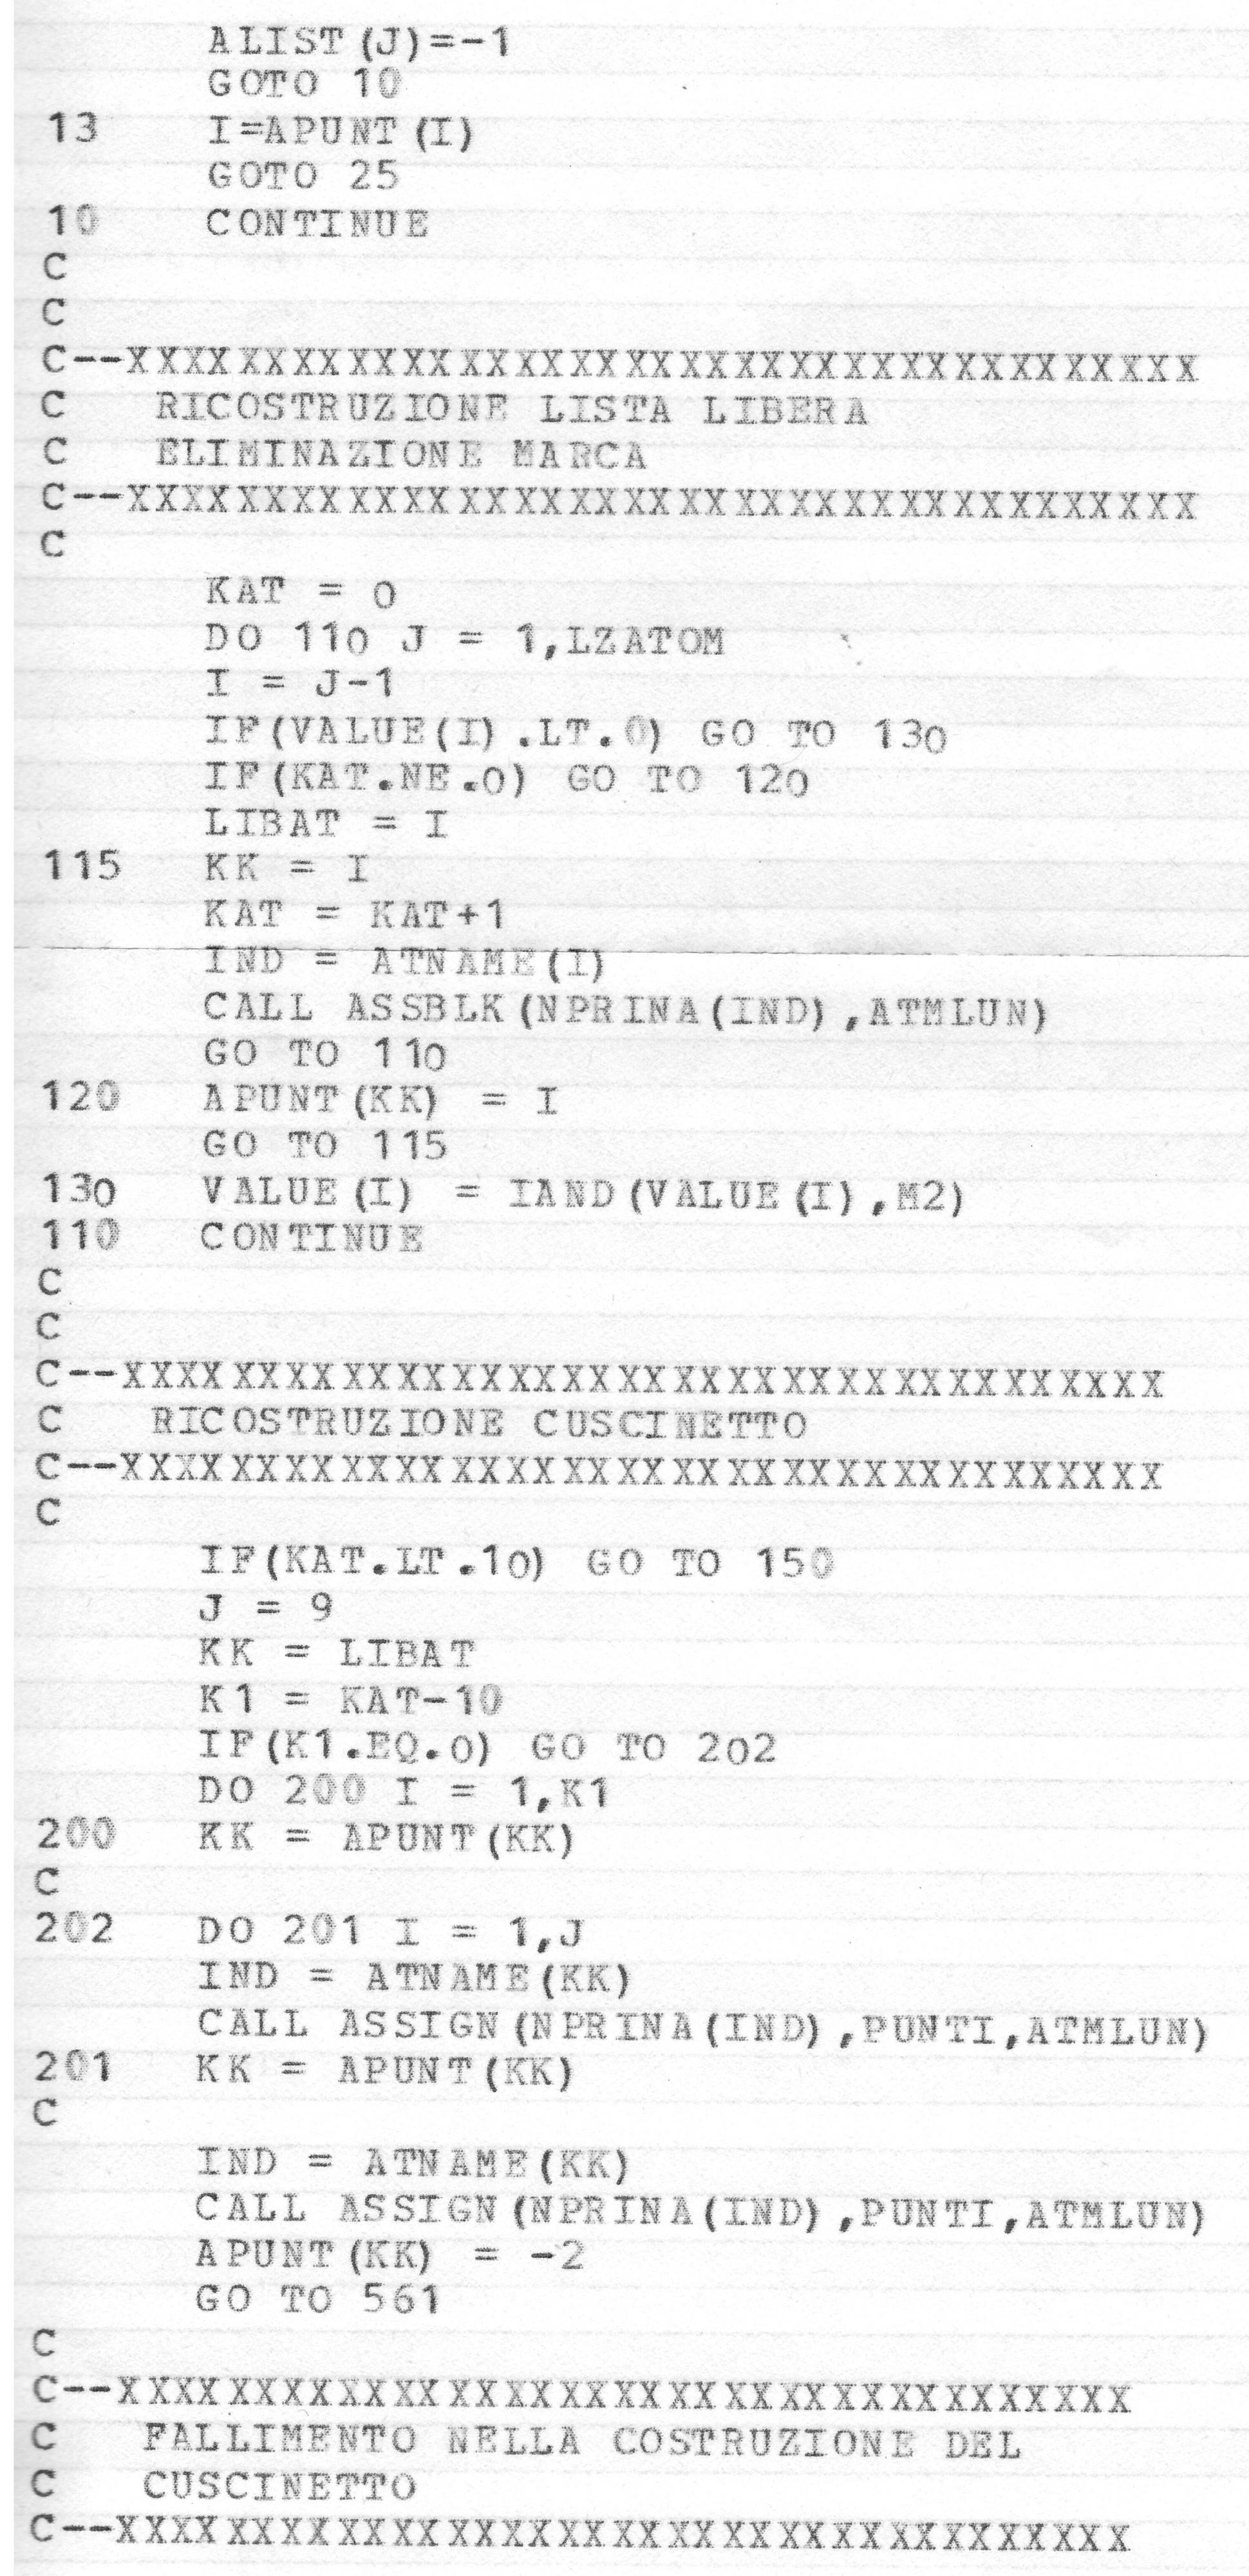 ALIST(J)=-1
      GOTO 10
13    I=APUNT(I)
      GOTO 25
10    CONTINUE
C
C
C--XXXXXXXXXXXXXXXXXXXXXXXXXXXXXXXXXXXXXXX
C   RICOSTRUZIONE LISTA LIBERA
C   ELIMINAZIONE MARCA
C--XXXXXXXXXXXXXXXXXXXXXXXXXXXXXXXXXXXXXXX
C
      KAT = 0
      DO 110 J = 1,LZATOM
      I = J-1
      IF(VALUE(I).LT.0) GO TO 130
      IF(KAT.NE.0) GO TO 120
      LIBAT = I
115   KK = I
      KAT = KAT+1
      IND = ATNAME(I)
      CALL ASSBLK(NPRINA(IND),ATMLUN)
      GO TO 110
120   APUNT(KK) = I
      GO TO 115
130   VALUE(I) = IAND(VALUE(I),M2)
110   CONTINUE
C
C
C--XXXXXXXXXXXXXXXXXXXXXXXXXXXXXXXXXXXXXX
C   RICOSTRUZIONE CUSCINETTO
C--XXXXXXXXXXXXXXXXXXXXXXXXXXXXXXXXXXXXXX
C
      IF(KAT.LT.10) GO TO 150
      J = 9
      KK = LIBAT
      K1 = KAT-10
      IF(K1.EQ.0) GO TO 202
      DO 200 I = 1,K1
200   KK = APUNT(KK)
C
202   DO 201 I = 1,J
      IND = ATNAME(KK)
      CALL ASSIGN(NPRINA(IND),PUNTI,ATMLUN)
201   KK = APUNT(KK)
C
      IND = ATNAME(KK)
      CALL ASSIGN(NPRINA(IND),PUNTI,ATMLUN)
      APUNT(KK) = -2
      GO TO 561
C
C--XXXXXXXXXXXXXXXXXXXXXXXXXXXXXXXXXXXXX
C   FALLIMENTO NELLA COSTRUZIONE DEL
C   CUSCINETTO
C--XXXXXXXXXXXXXXXXXXXXXXXXXXXXXXXXXXXXX